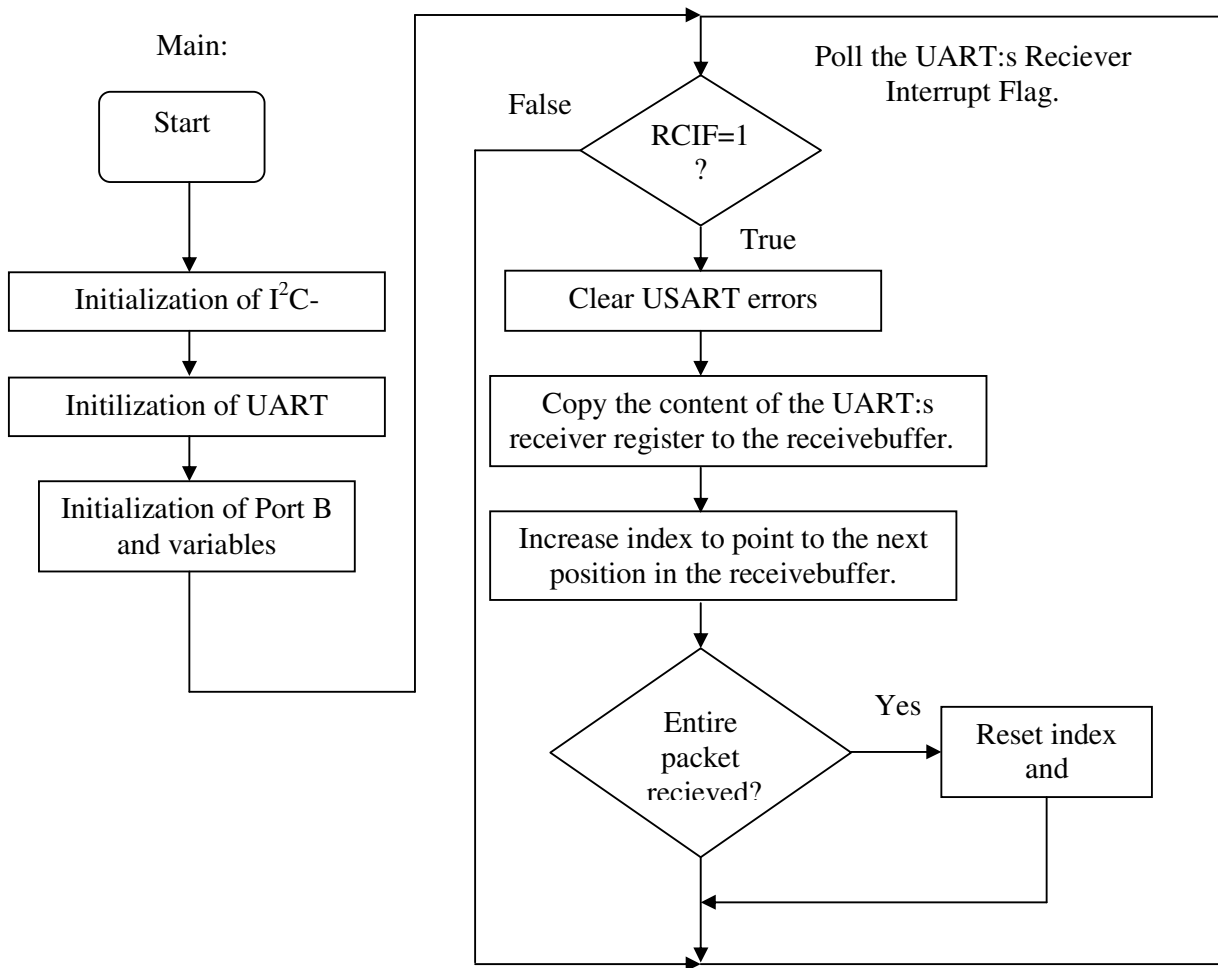 Main:
Start
Initialization of I²C-
Initilization of UART
Initialization of Port B
and variables
Poll the UART:s Reciever
Interrupt Flag.
False
RCIF=1
?
True
Clear USART errors
Copy the content of the UART:s
receiver register to the receivebuffer.
Increase index to point to the next
position in the receivebuffer.
Entire
packet
recieved?
Yes
Reset index
and